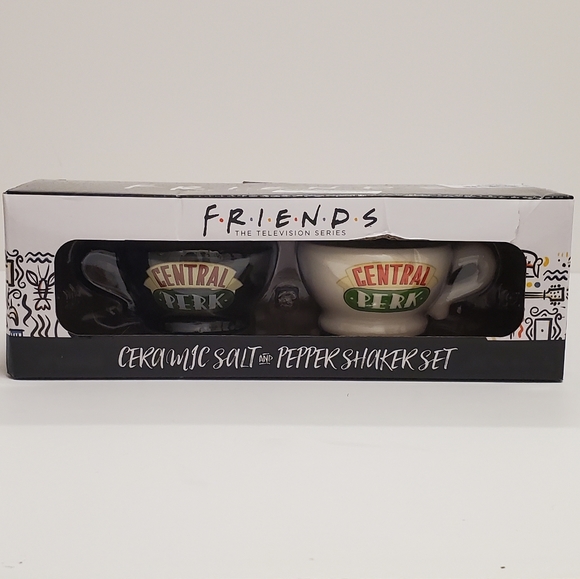 F·R·I·E·N·D·S
THE TELEVISION SERIES
CENTRAL
PERK
CENTRAL
PERK
CERAMIC SALT AND PEPPER SHAKER SET